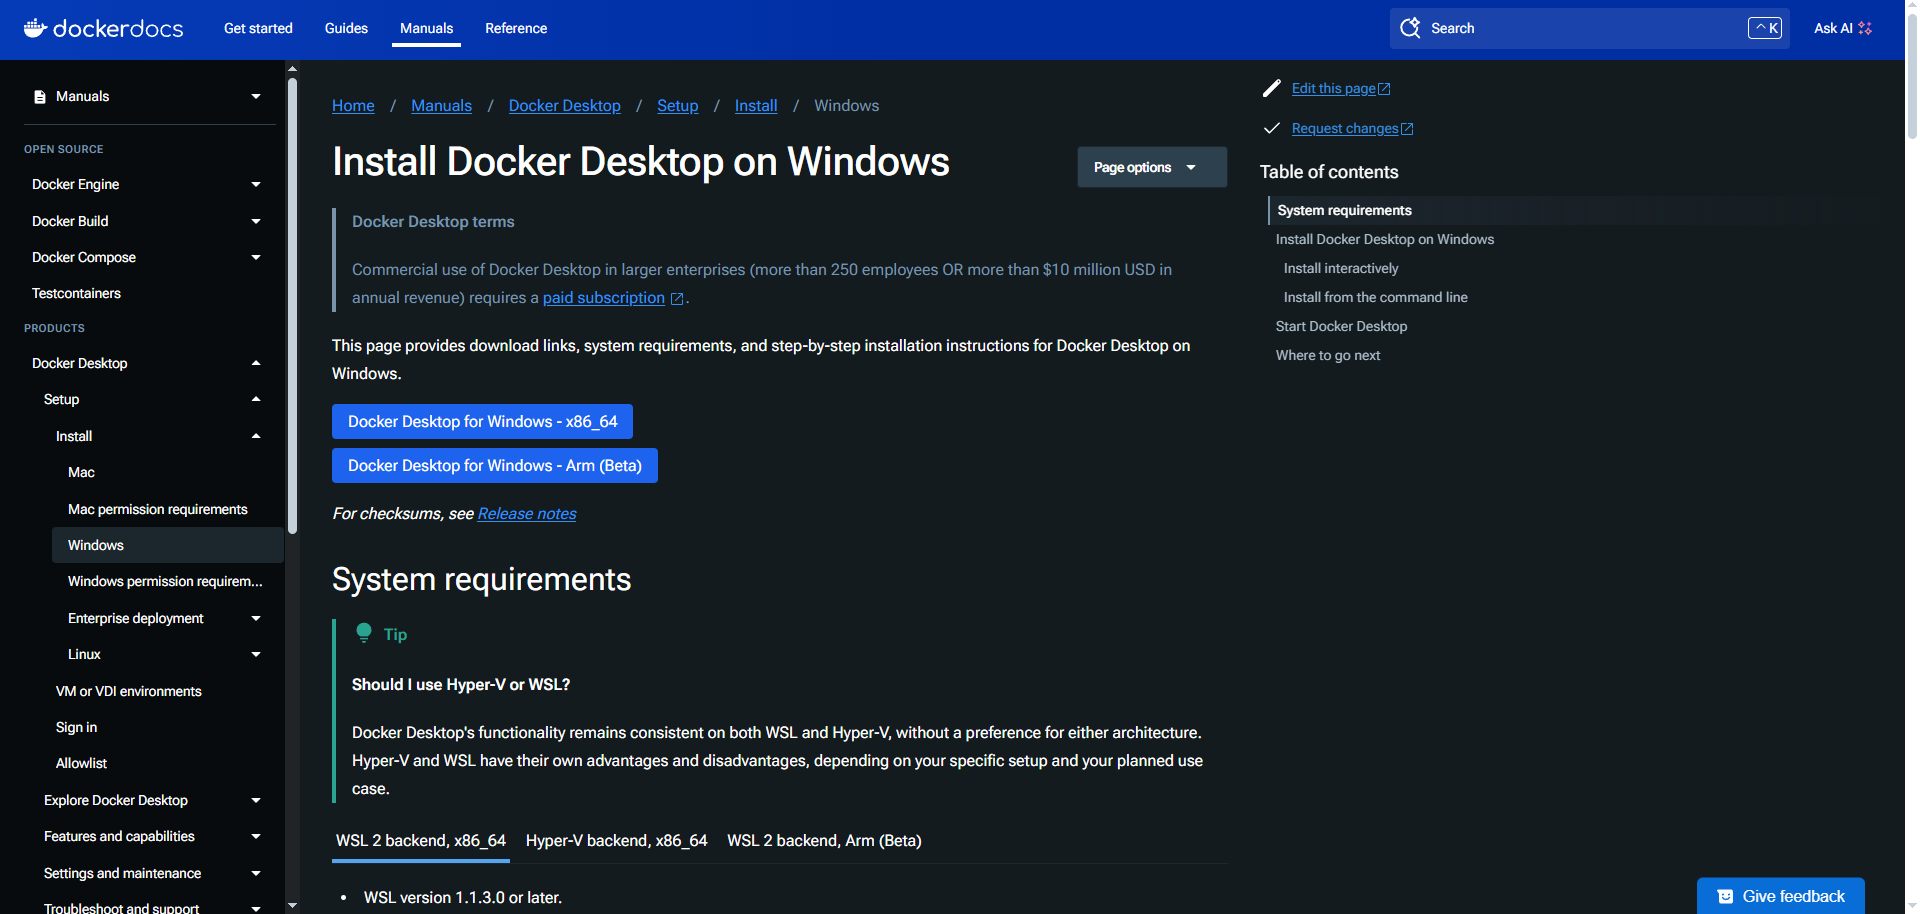 dockerdocs
Get started
Guides
Manuals
Reference
Search
^ K
Ask AI
Manuals
OPEN SOURCE
Docker Engine
Docker Build
Docker Compose
Testcontainers
PRODUCTS
Docker Desktop
Setup
Install
Mac
Mac permission requirements
Windows
Windows permission requirem...
Enterprise deployment
Linux
VM or VDI environments
Sign in
Allowlist
Explore Docker Desktop
Features and capabilities
Settings and maintenance
Troubleshoot and support
Home / Manuals / Docker Desktop / Setup / Install / Windows
Install Docker Desktop on Windows
Page options
Docker Desktop terms
Commercial use of Docker Desktop in larger enterprises (more than 250 employees OR more than $10 million USD in
annual revenue) requires a paid subscription .
This page provides download links, system requirements, and step-by-step installation instructions for Docker Desktop on
Windows.
Docker Desktop for Windows - x86_64
Docker Desktop for Windows - Arm (Beta)
For checksums, see Release notes
System requirements
Tip
Should I use Hyper-V or WSL?
Docker Desktop's functionality remains consistent on both WSL and Hyper-V, without a preference for either architecture.
Hyper-V and WSL have their own advantages and disadvantages, depending on your specific setup and your planned use
case.
WSL 2 backend, x86_64
Hyper-V backend, x86_64
WSL 2 backend, Arm (Beta)
• WSL version 1.1.3.0 or later.
Edit this page
Request changes
Table of contents
System requirements
Install Docker Desktop on Windows
Install interactively
Install from the command line
Start Docker Desktop
Where to go next
Give feedback